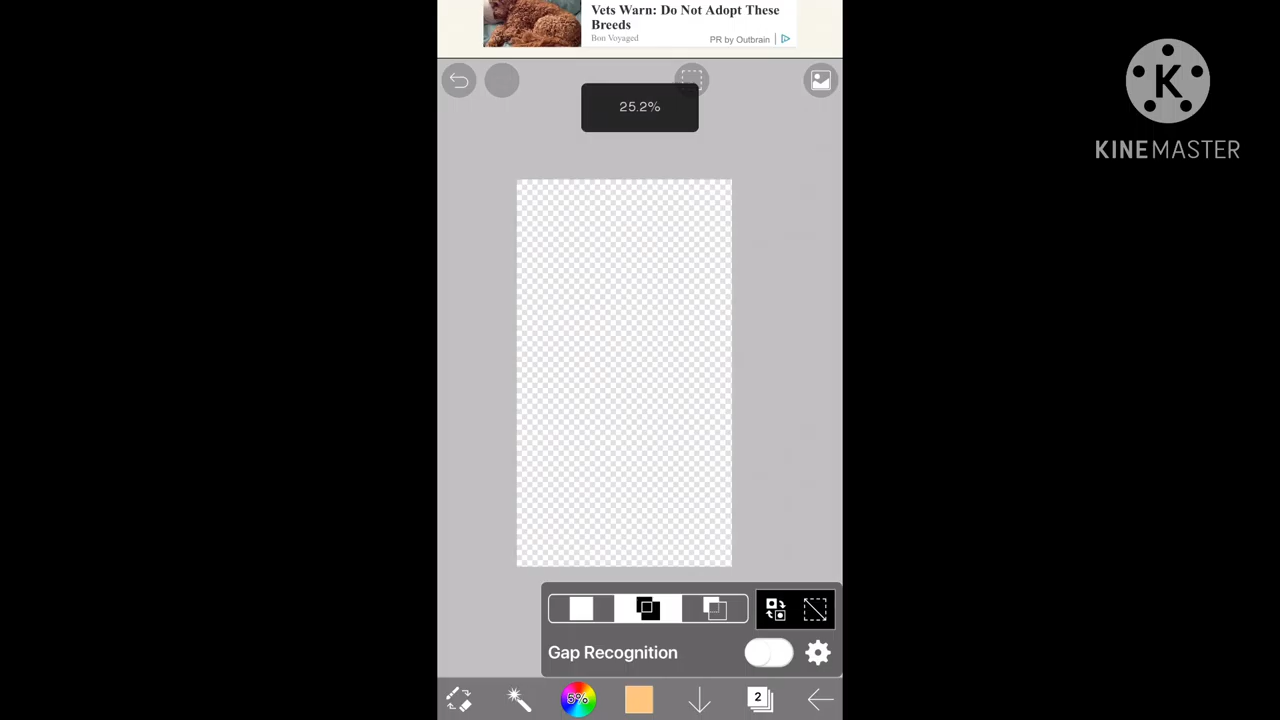 Vets Warn: Do Not Adopt These
Breeds
Bon Voyaged
PR by Outbrain
25.2%
K
KINEMASTER
Gap Recognition
5%
2